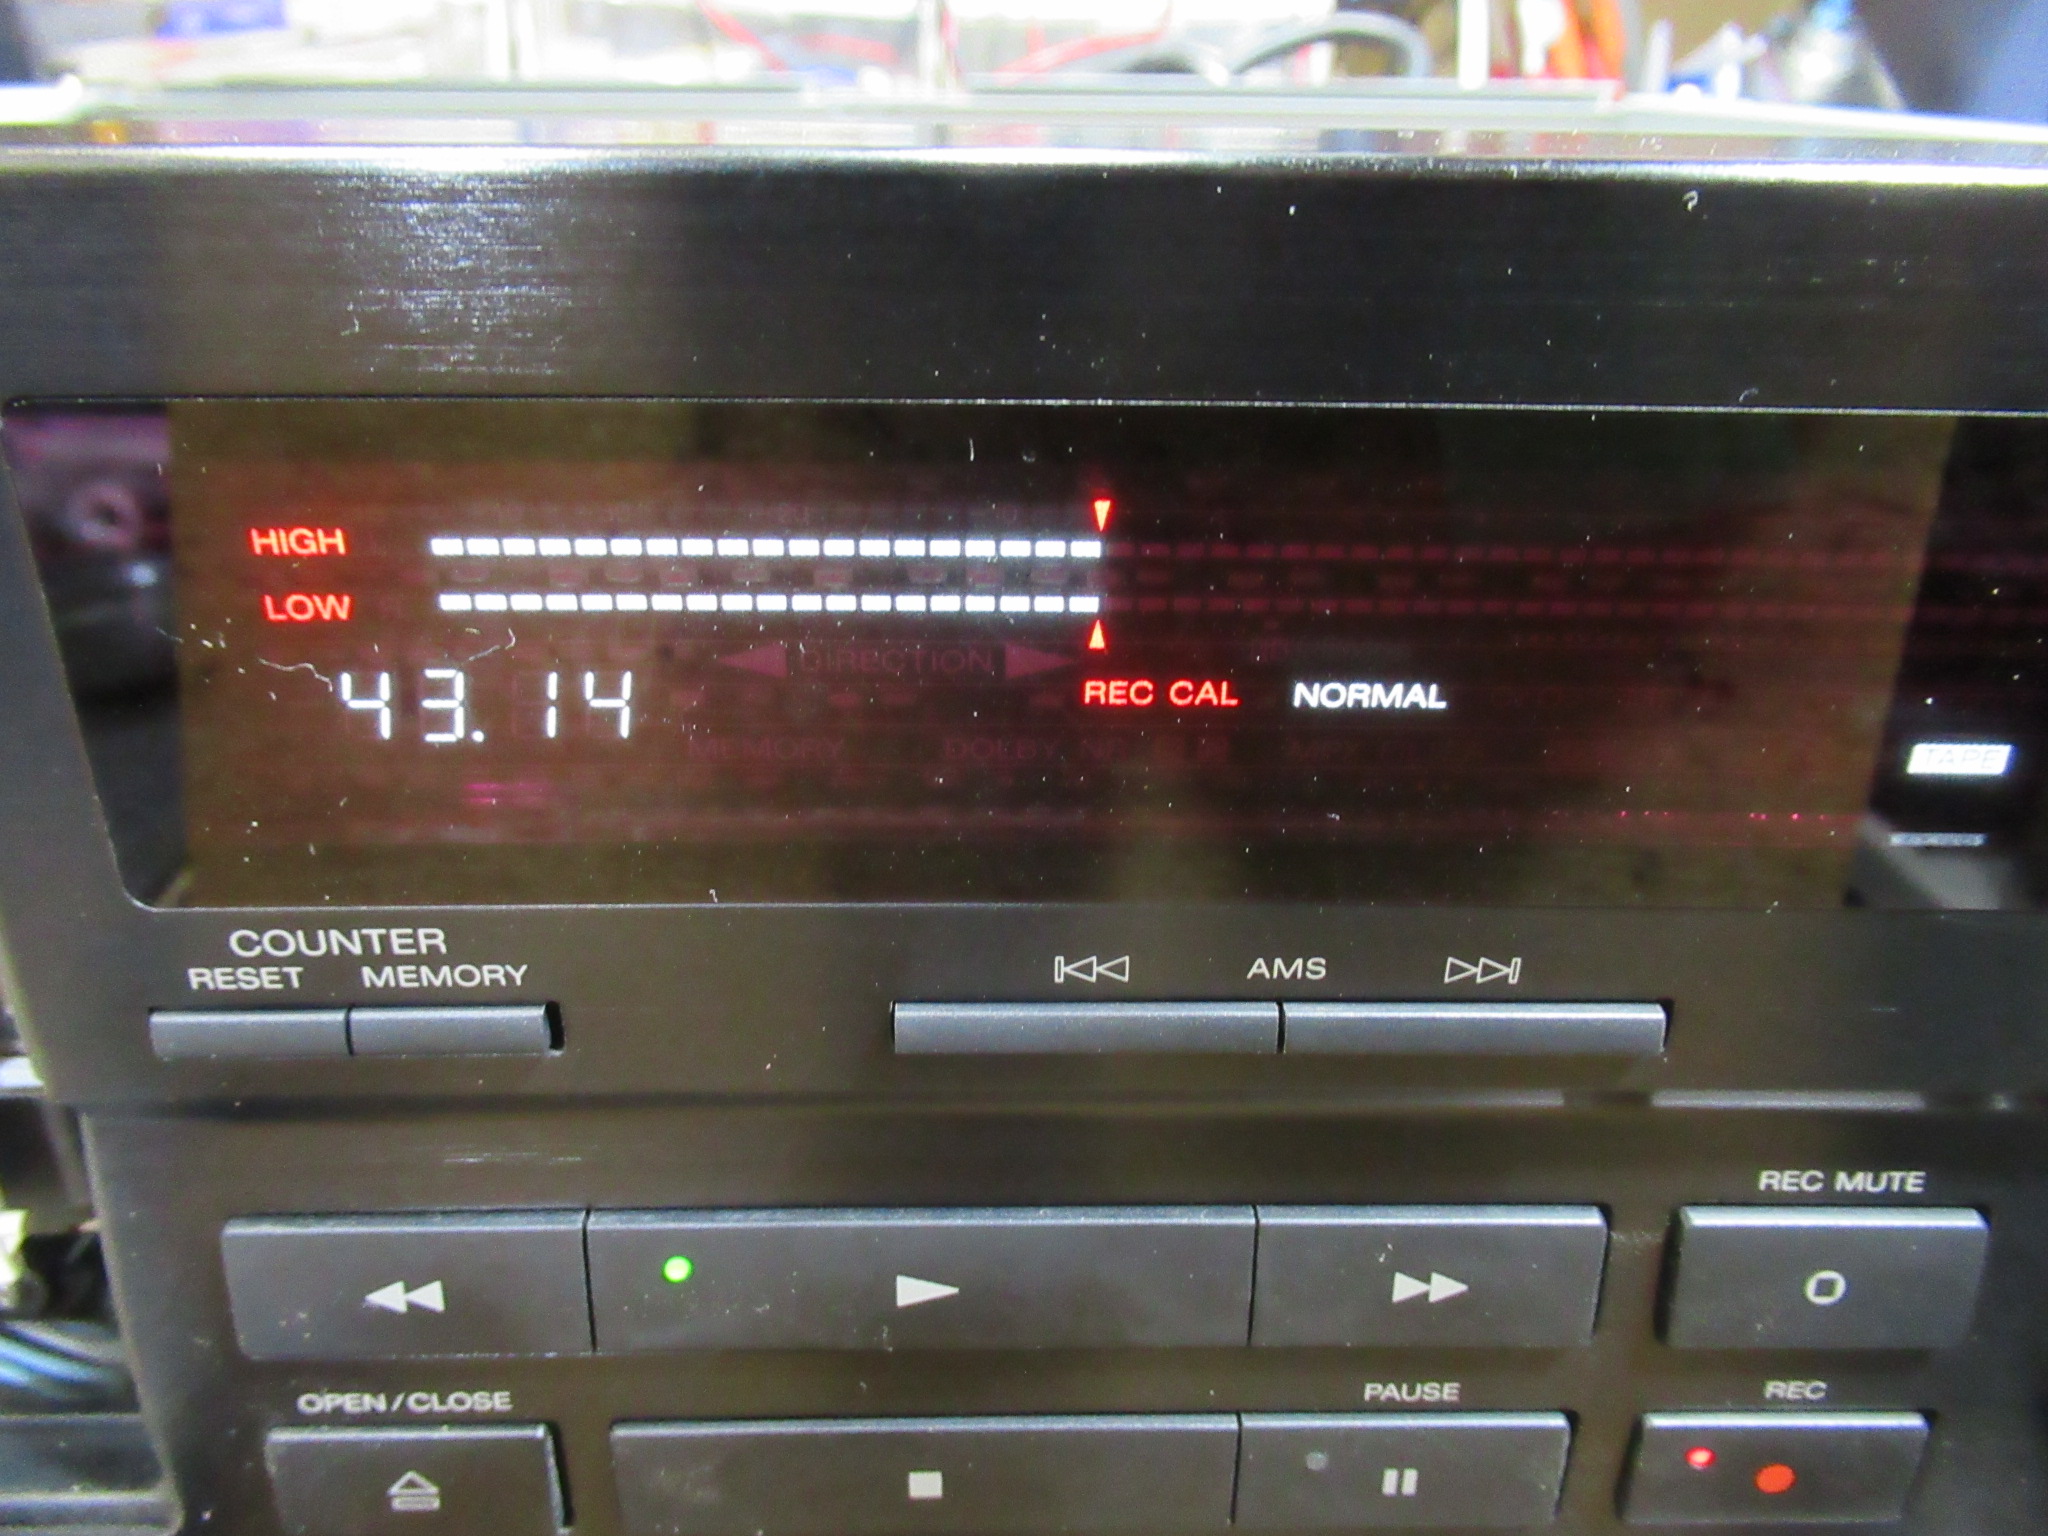 HIGH
LOW
DIRECTION
43.14
REC CAL NORMAL
MEMORY DOLBY NR
TAPE
COUNTER
RESET MEMORY
AMS
REC MUTE
OPEN/CLOSE
PAUSE
REC